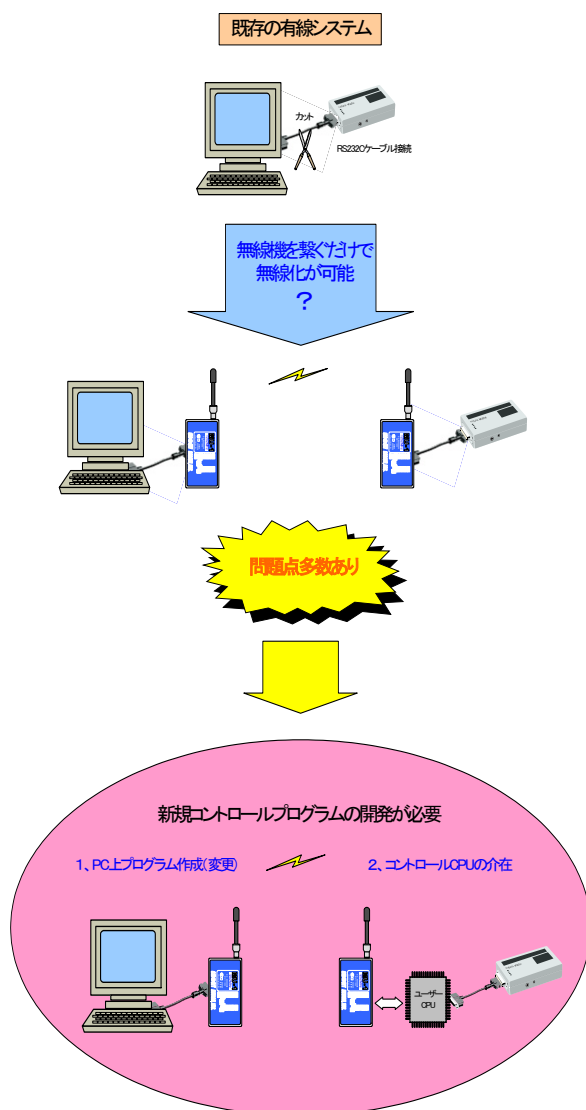 既存の有線システム
カット
RS232Cケーブル接続
無線機を繋ぐだけで
無線化が可能
？
問題点多数あり
新規コントロールプログラムの開発が必要
1、PC上プログラム作成(変更)
2、コントロールCPUの介在
ユーザー
CPU